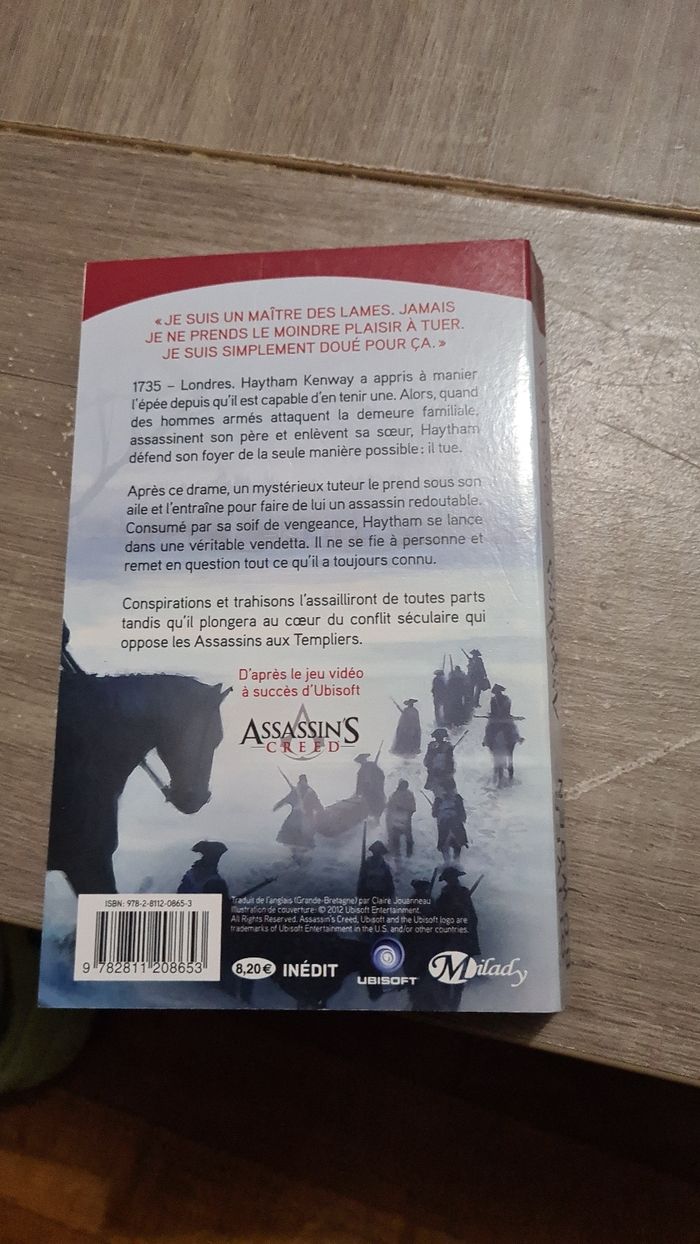 «JE SUIS UN MAÎTRE DES LAMES. JAMAIS
JE NE PRENDS LE MOINDRE PLAISIR À TUER.
JE SUIS SIMPLEMENT DOUÉ POUR ÇA.»
1735 – Londres. Haytham Kenway a appris à manier
l'épée depuis qu'il est capable d'en tenir une. Alors, quand
des hommes armés attaquent la demeure familiale,
assassinent son père et enlèvent sa sœur, Haytham
défend son foyer de la seule manière possible: il tue.
Après ce drame, un mystérieux tuteur le prend sous son
aile et l'entraîne pour faire de lui un assassin redoutable.
Consumé par sa soif de vengeance, Haytham se lance
dans une véritable vendetta. Il ne se fie à personne et
remet en question tout ce qu'il a toujours connu.
Conspirations et trahisons l'assailliront de toutes parts
tandis qu'il plongera au cœur du conflit séculaire qui
oppose les Assassins aux Templiers.
D'après le jeu vidéo
à succès d'Ubisoft
ASSASSIN'S
CREED
ISBN: 978-2-8112-0865-3
9 782811 208653
Traduit de l'anglais (Grande-Bretagne) par Claire Jouanneau
Illustration de couverture: © 2012 Ubisoft Entertainment.
All Rights Reserved. Assassin's Creed, Ubisoft and the Ubisoft logo are
trademarks of Ubisoft Entertainment in the U.S. and/or other countries.
8,20 € INÉDIT
UBISOFT
Milady